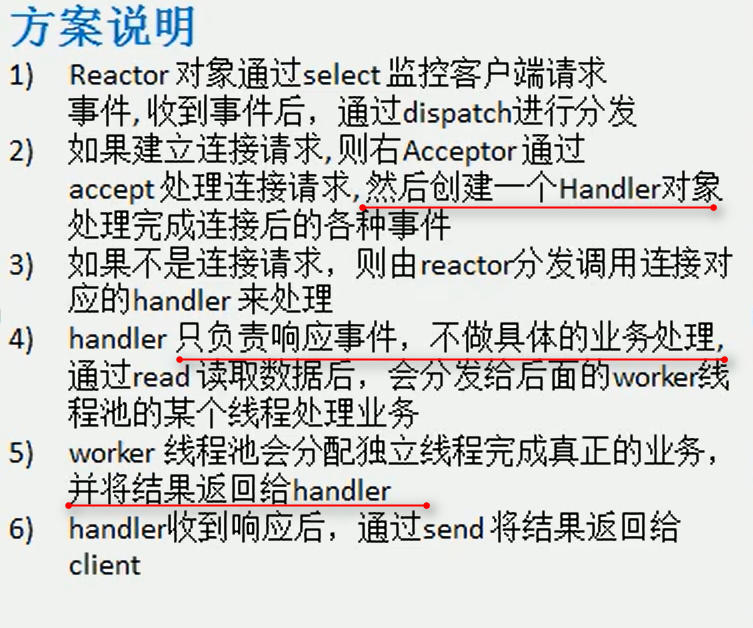 方案说明
1) Reactor 对象通过select 监控客户端请求
事件, 收到事件后，通过dispatch进行分发
2) 如果建立连接请求, 则右Acceptor 通过
accept 处理连接请求, 然后创建一个Handler对象
处理完成连接后的各种事件
3) 如果不是连接请求，则由reactor分发调用连接对
应的handler 来处理
4) handler 只负责响应事件，不做具体的业务处理,
通过read 读取数据后，会分发给后面的worker线
程池的某个线程处理业务
5) worker 线程池会分配独立线程完成真正的业务，
并将结果返回给handler
6) handler收到响应后，通过send 将结果返回给
client